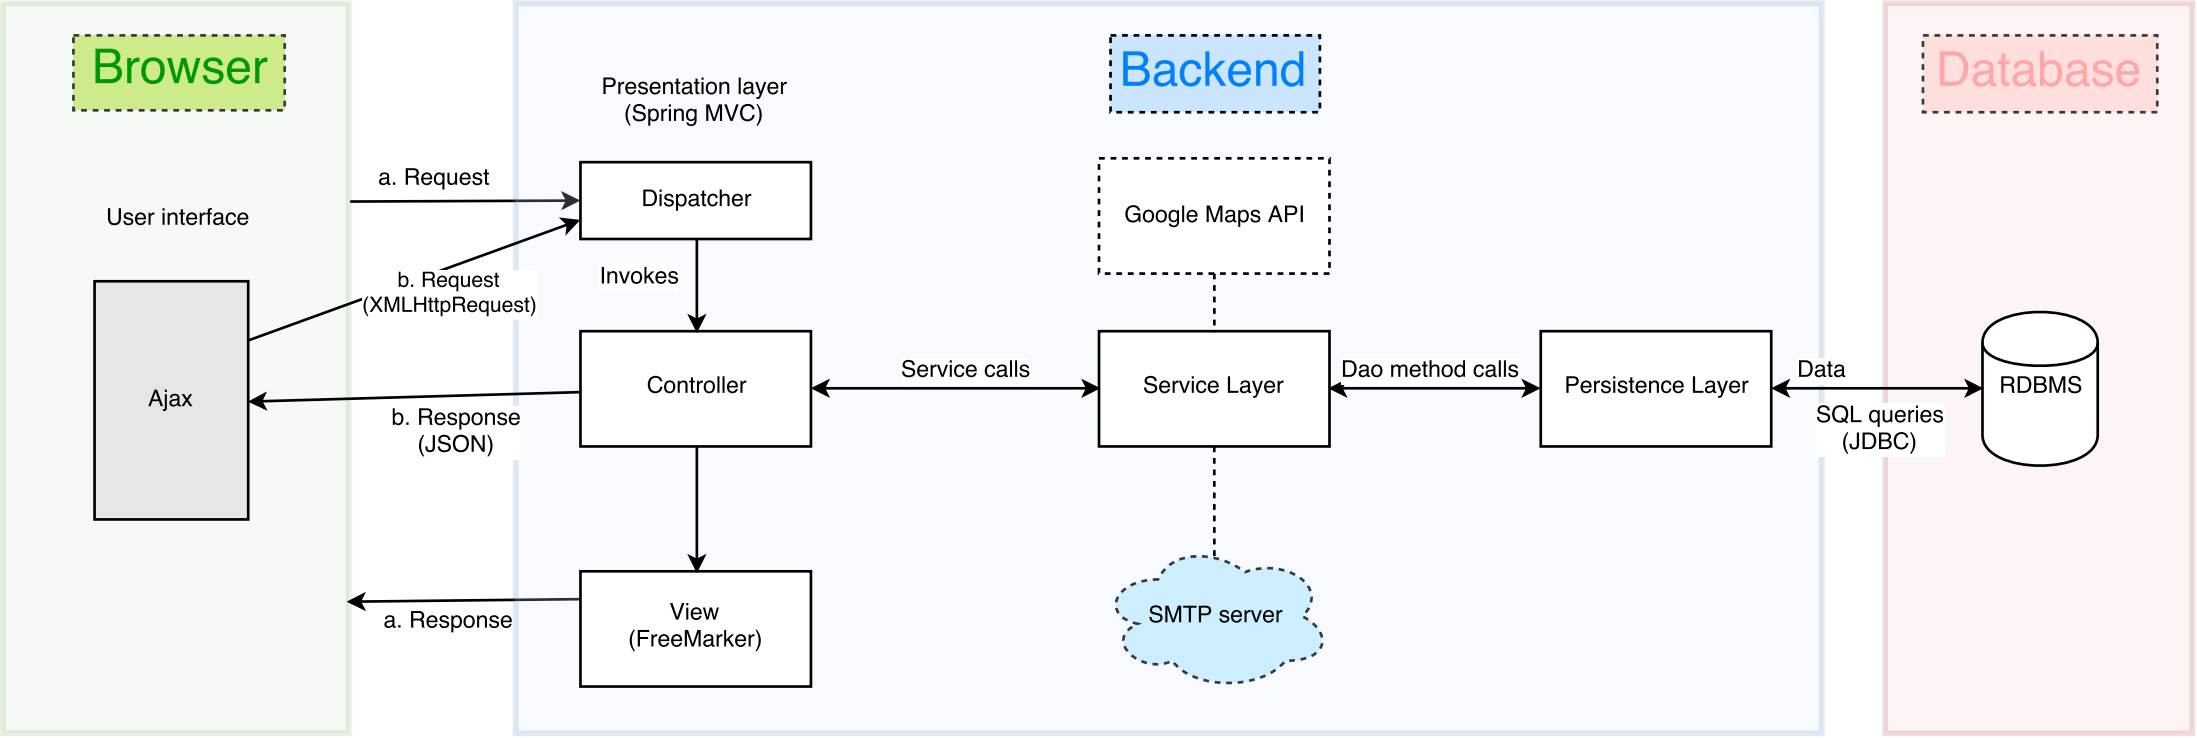 Browser
User interface
Ajax
a. Request
b. Request
(XMLHttpRequest)
b. Response
(JSON)
a. Response
Backend
Presentation layer
(Spring MVC)
Dispatcher
Invokes
Controller
View
(FreeMarker)
Service calls
Google Maps API
Service Layer
SMTP server
Dao method calls
Persistence Layer
Data
SQL queries
(JDBC)
Database
RDBMS